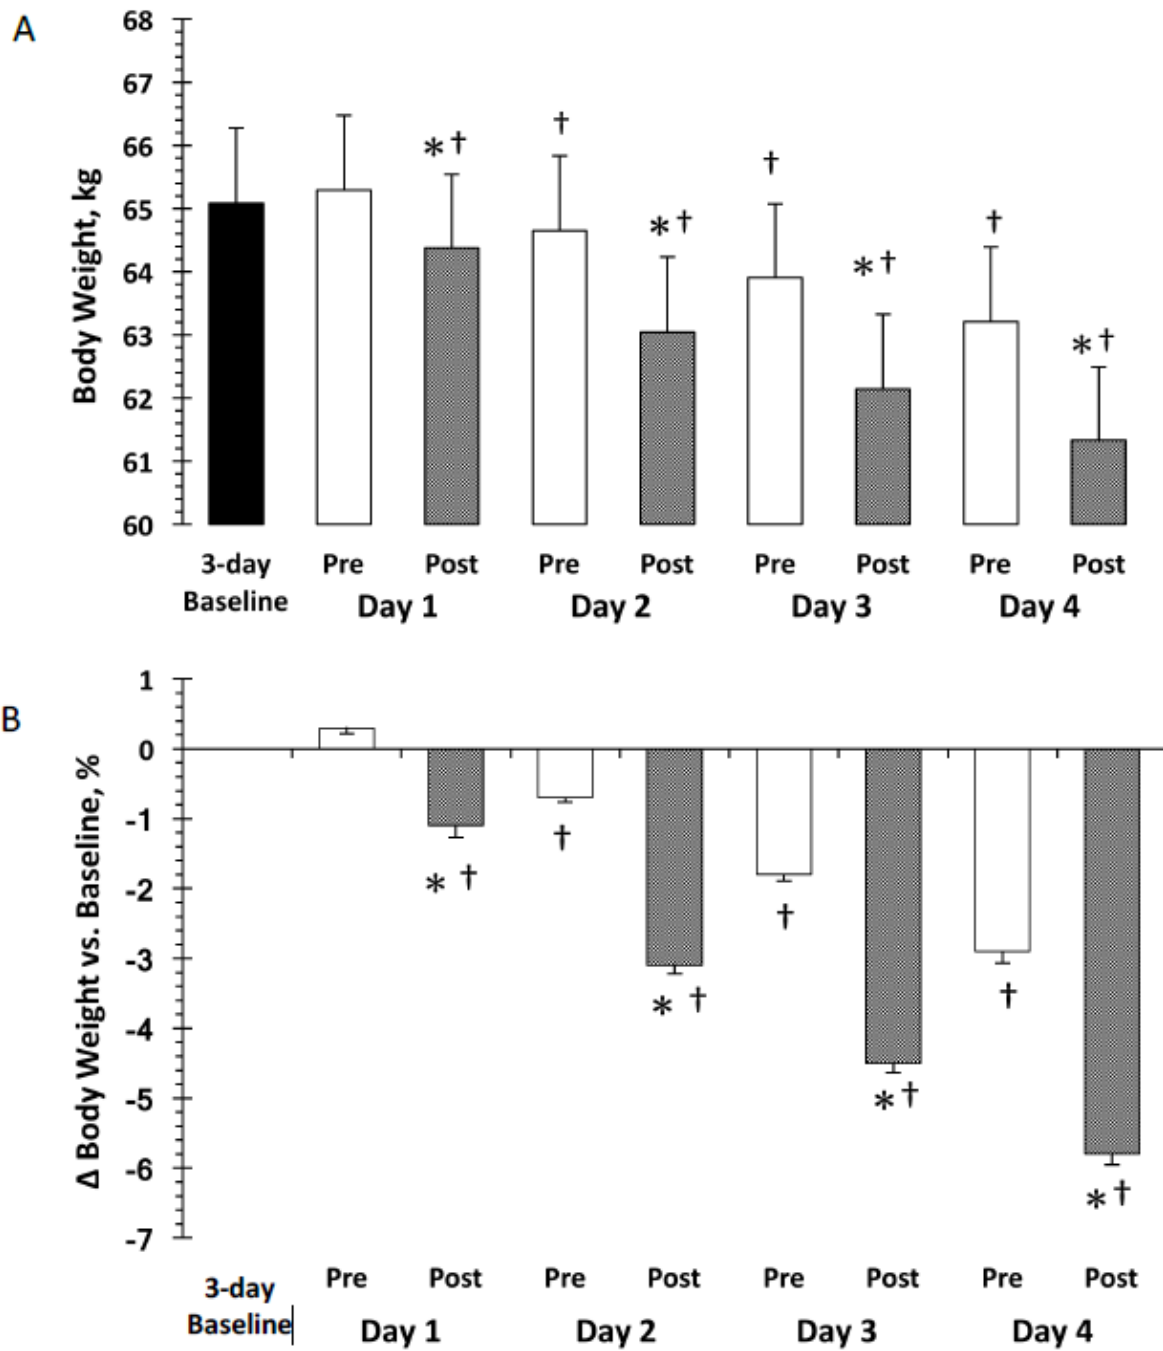 A
Body Weight, kg
68
67
66
65
64
63
62
61
60
* †
†
* †
†
* †
†
* †
3-day
Baseline
Pre Post Pre Post Pre Post Pre Post
Day 1 Day 2 Day 3 Day 4
B
Δ Body Weight vs. Baseline, %
1
0
-1
-2
-3
-4
-5
-6
-7
* †
†
* †
†
* †
†
* †
3-day
Baseline
Pre Post Pre Post Pre Post Pre Post
Day 1 Day 2 Day 3 Day 4